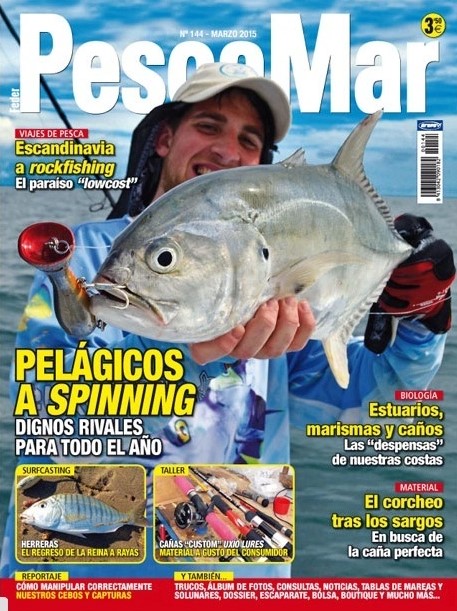 Nº 144 - MARZO 2015
3'50 €
feder
PescaMar
VIAJES DE PESCA
Escandinavia
a rockfishing
El paraíso "lowcost"
PELÁGICOS
A SPINNING
DIGNOS RIVALES
PARA TODO EL AÑO
BIOLOGÍA
Estuarios,
marismas y caños
Las "despensas"
de nuestras costas
MATERIAL
El corcheo
tras los sargos
En busca de
la caña perfecta
SURFCASTING
HERRERAS
EL REGRESO DE LA REINA A RAYAS
TALLER
CAÑAS "CUSTOM" UXIO LURES
MATERIAL A GUSTO DEL CONSUMIDOR
REPORTAJE
CÓMO MANIPULAR CORRECTAMENTE
NUESTROS CEBOS Y CAPTURAS
Y TAMBIÉN...
TRUCOS, ÁLBUM DE FOTOS, CONSULTAS, NOTICIAS, TABLAS DE MAREAS Y
SOLUNARES, DOSSIER, ESCAPARATE, BOLSA, BOUTIQUE Y MUCHO MÁS...